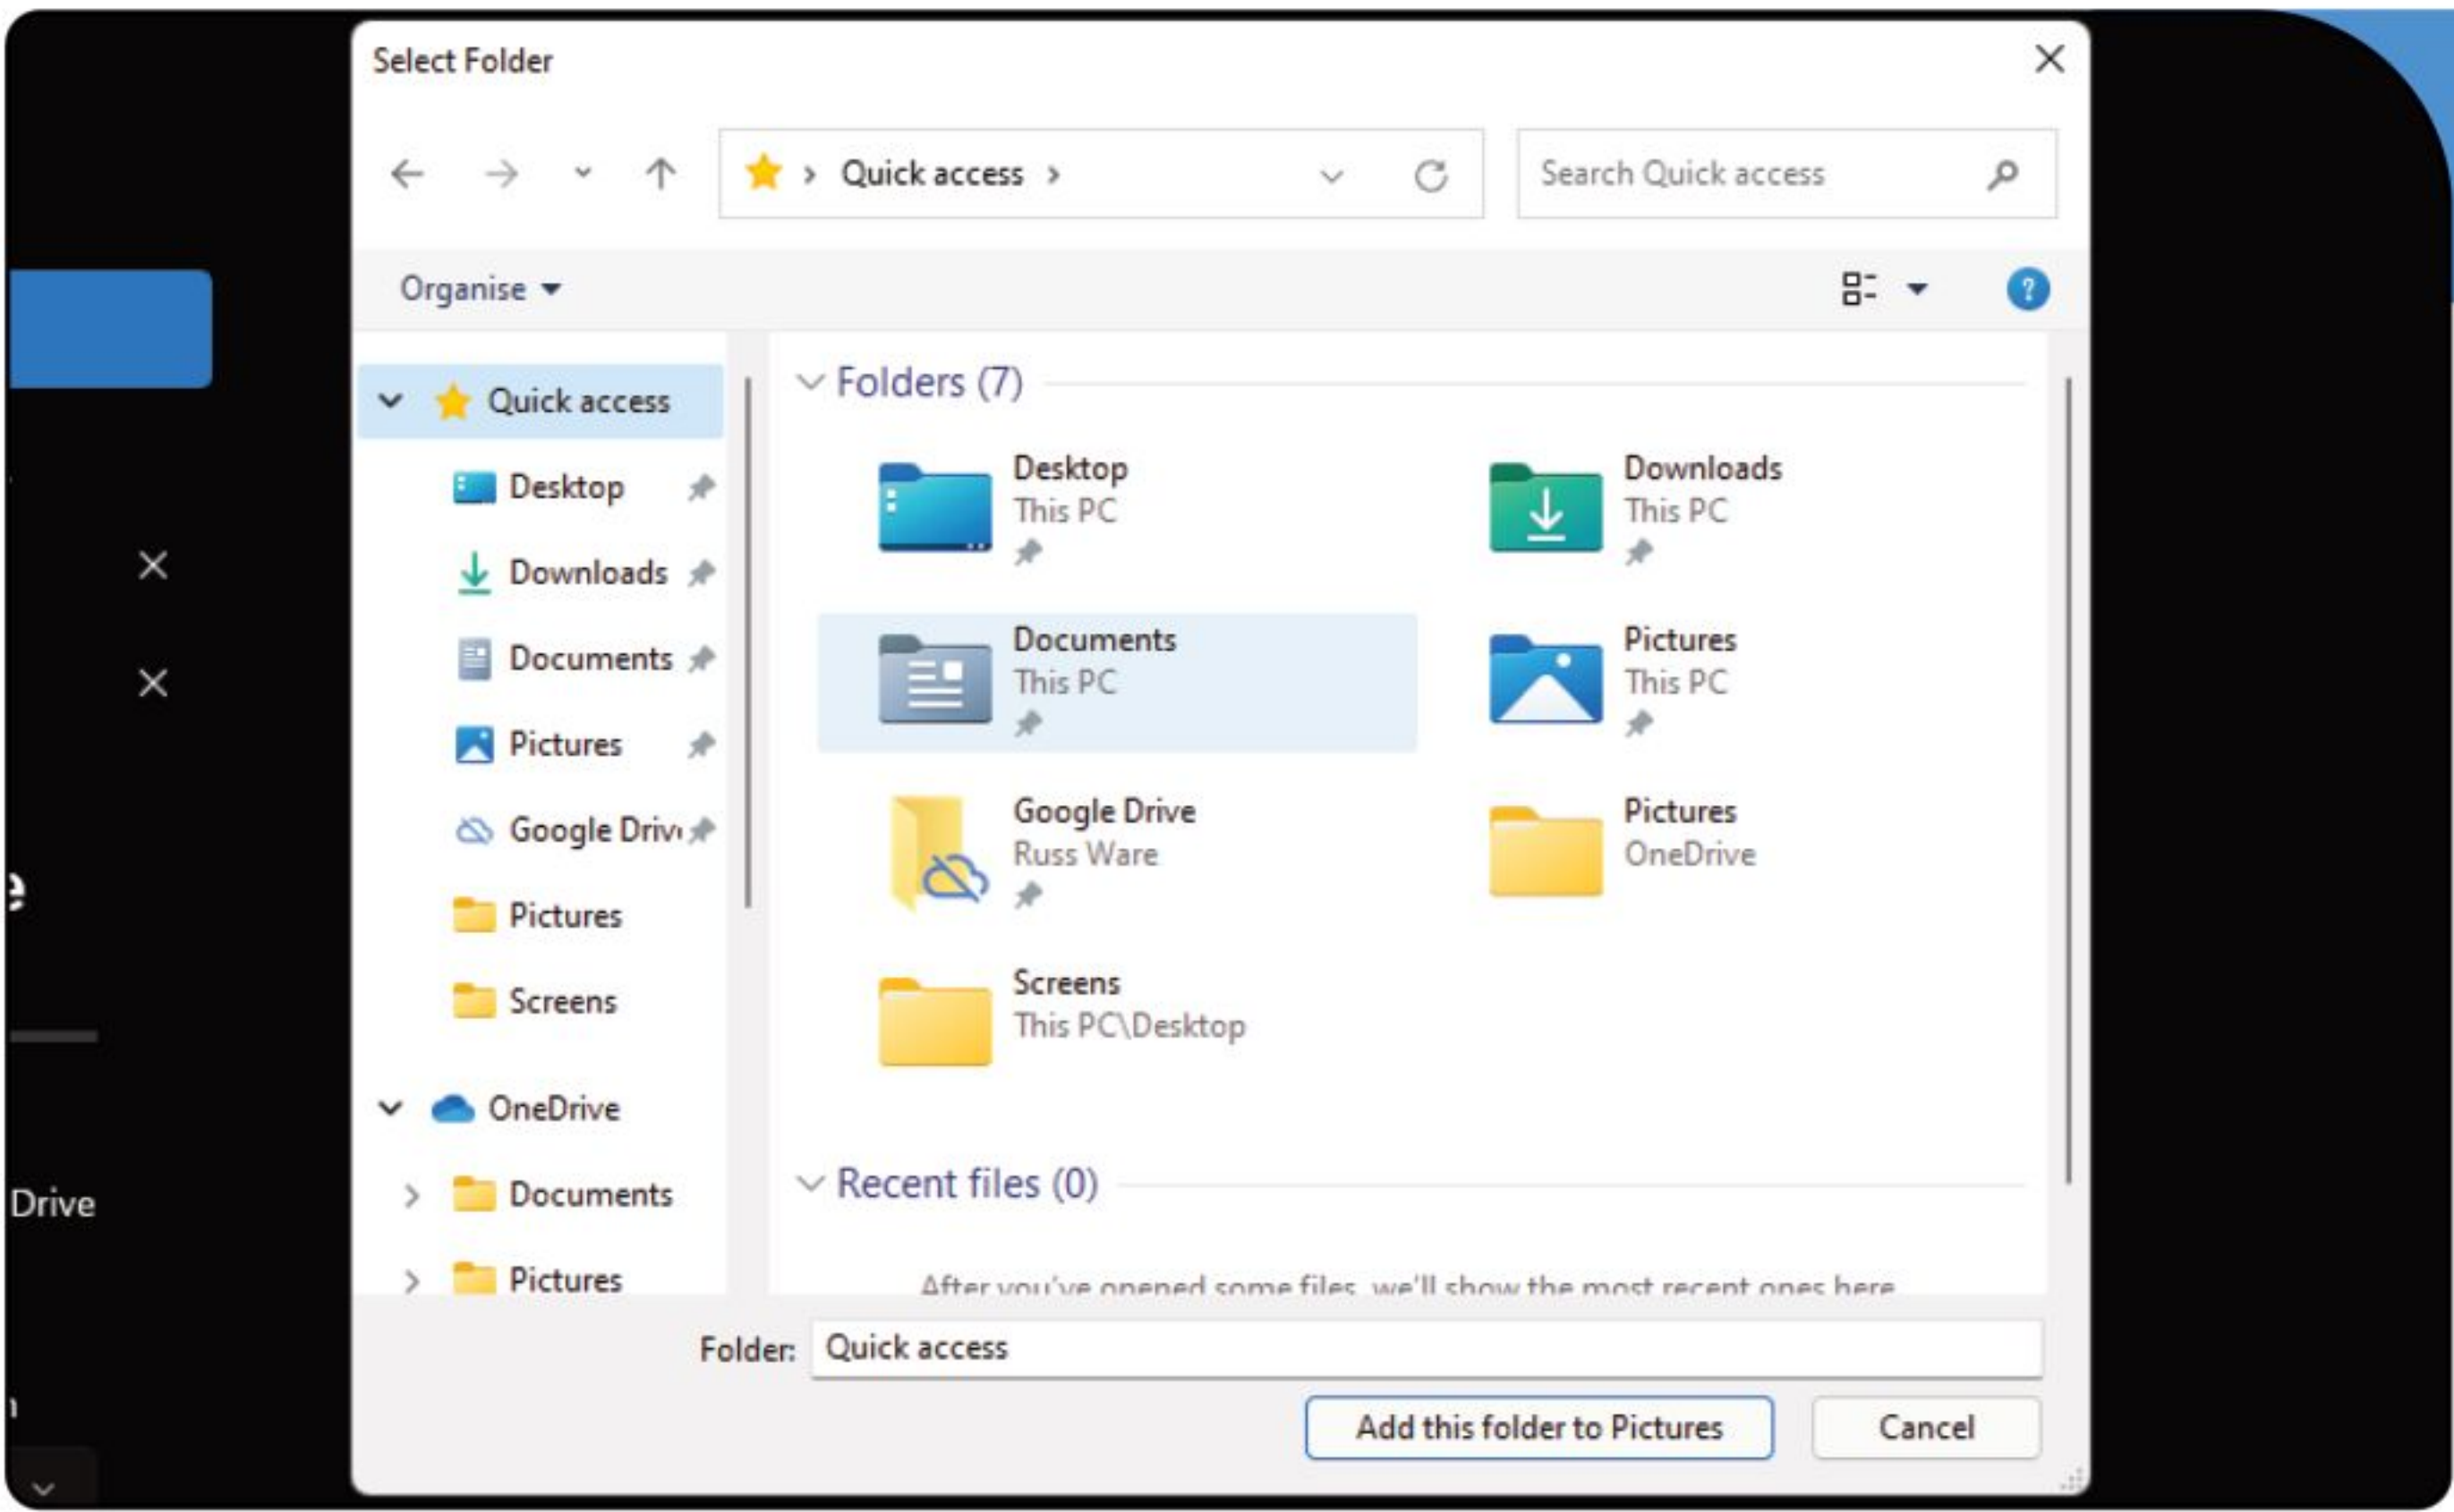 Select Folder
Quick access
Search Quick access
Organise
?
Quick access
Desktop
Downloads
Documents
Pictures
Google
Pictures
Screens
OneDrive
Documents
Pictures
Folders (7)
Desktop
This PC
Downloads
This PC
Documents
This PC
Pictures
This PC
Google Drive
Russ Ware
Pictures
OneDrive
Screens
This PC\Desktop
Recent files (0)
After you've opened some files, we'll show the most recent ones here
Folder: Quick access
Add this folder to Pictures
Cancel
e
Drive